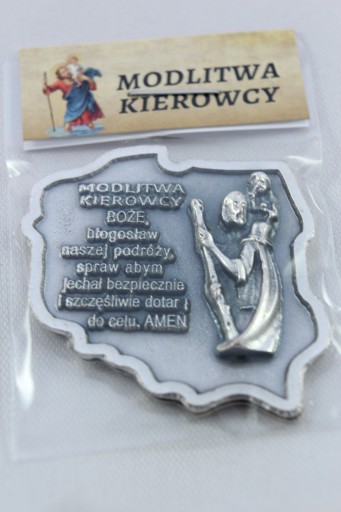 MODLITWA
KIEROWCY
MODLITWA
KIEROWCY
BOŻE,
błogosław
naszej podróży,
spraw abym
jechał bezpiecznie
i szczęśliwie dotarł
do celu. AMEN